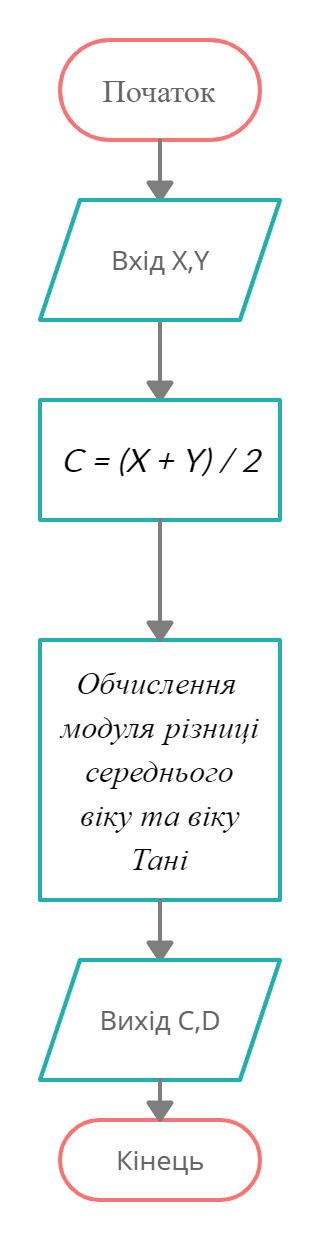 Початок
Вхід X,Y
C = (X + Y) / 2
Обчислення
модуля різниці
середнього
віку та віку
Тані
Вихід C,D
Кінець